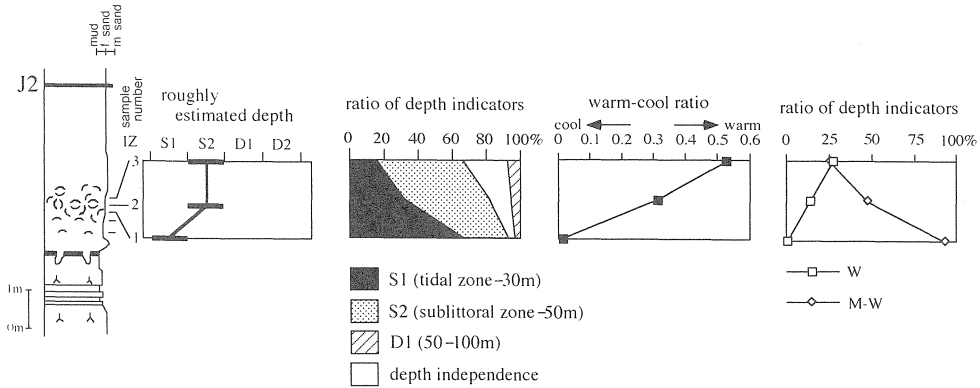 mud
f sand
m sand
J2
sample number
roughly estimated depth
IZ S1 S2 D1 D2
3
2
1
1m
0m
ratio of depth indicators
0 20 40 60 80 100%
S1 (tidal zone-30m)
S2 (sublittoral zone-50m)
D1 (50-100m)
depth independence
warm-cool ratio
cool warm
0 0.1 0.2 0.3 0.4 0.5 0.6
ratio of depth indicators
0 25 50 75 100%
W
M-W